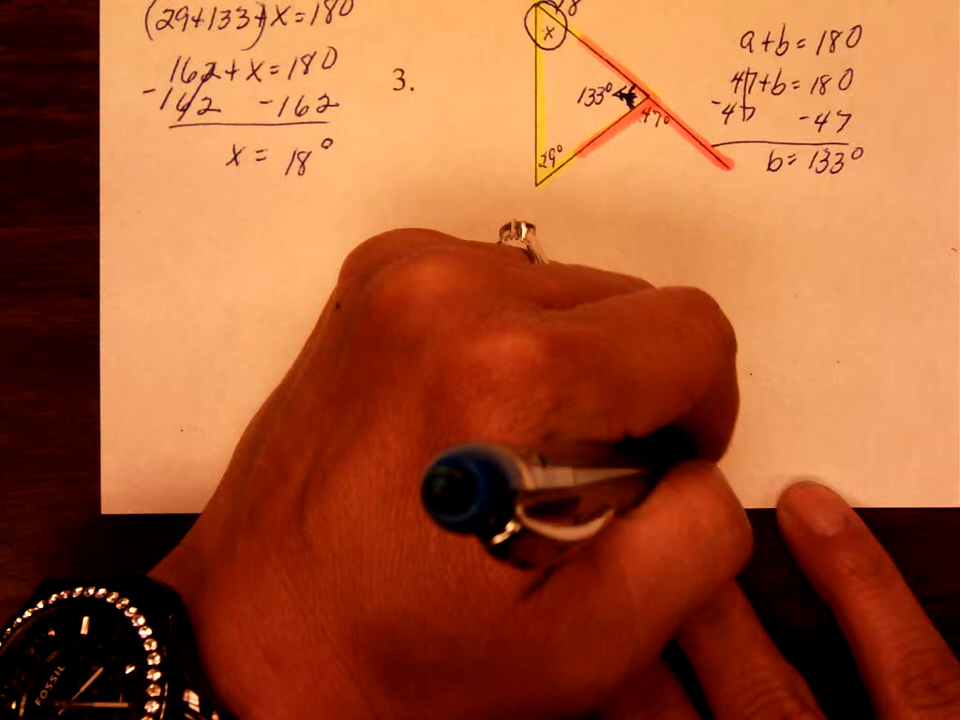 (29+133)+x=180
162+x=180
-162 -162
x = 18°
3.
x
133°
47°
29°
a+b=180
47+b=180
-47 -47
b=133°
FOSSIL